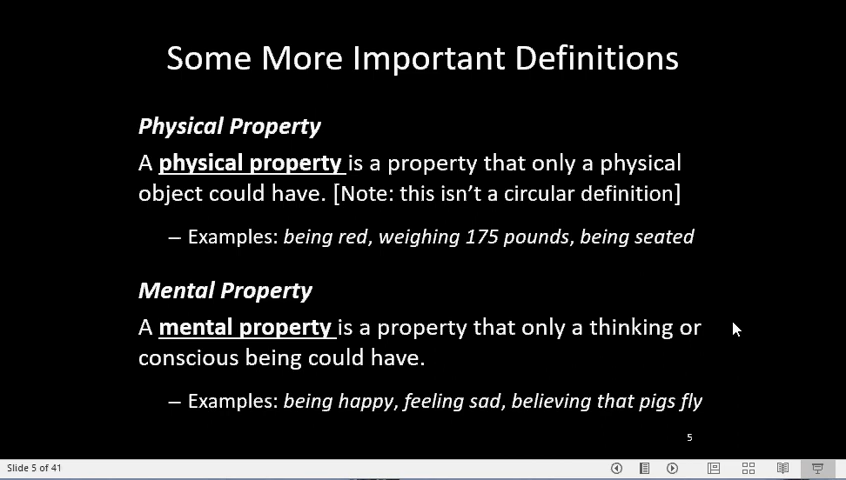 Some More Important Definitions
Physical Property
A physical property is a property that only a physical
object could have. [Note: this isn't a circular definition]
– Examples: being red, weighing 175 pounds, being seated
Mental Property
A mental property is a property that only a thinking or
conscious being could have.
– Examples: being happy, feeling sad, believing that pigs fly
5
Slide 5 of 41